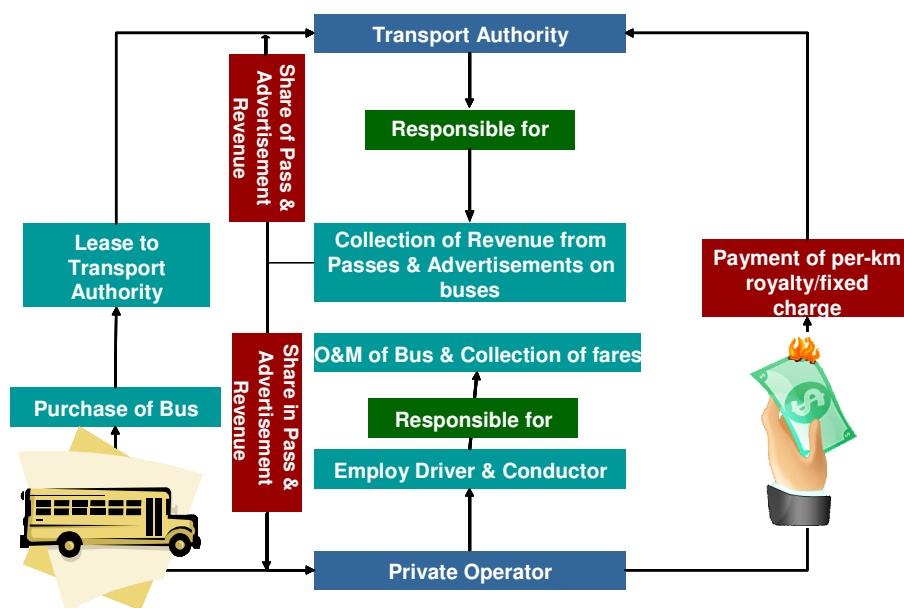 Transport Authority
Share of Pass &
Advertisement
Revenue
Responsible for
Lease to
Transport
Authority
Collection of Revenue from
Passes & Advertisements on
buses
Payment of per-km
royalty/fixed
charge
Share in Pass &
Advertisement
Revenue
O&M of Bus & Collection of fares
Purchase of Bus
Responsible for
Employ Driver & Conductor
Private Operator